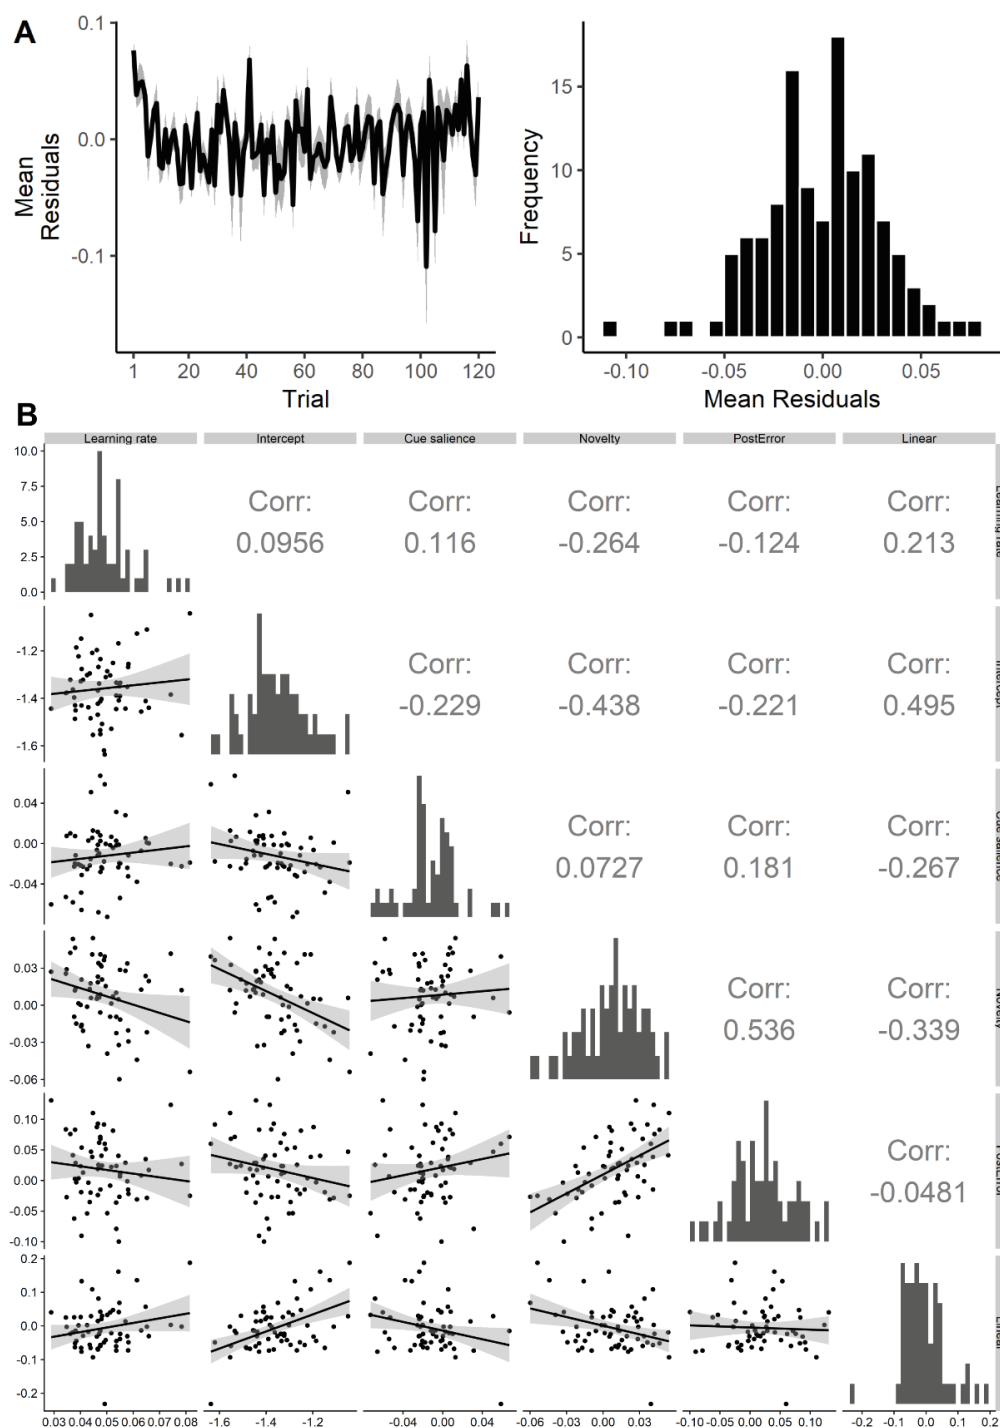 A
0.1
0.0
-0.1
Mean
Residuals
1 20 40 60 80 100 120
Trial
15
10
5
0
Frequency
-0.10 -0.05 0.00 0.05
Mean Residuals
B
Learning rate Intercept Cue salience Novelty PostError Linear
10.0
7.5
5.0
2.5
0.0
Corr: Corr: Corr: Corr: Corr:
0.0956 0.116 -0.264 -0.124 0.213
Learning rate
-1.2
-1.4
-1.6
Corr: Corr: Corr: Corr:
-0.229 -0.438 -0.221 0.495
Intercept
0.04
0.00
-0.04
Corr: Corr: Corr:
0.0727 0.181 -0.267
Cue salience
0.03
0.00
-0.03
-0.06
Corr: Corr:
0.536 -0.339
Novelty
0.10
0.05
0.00
-0.05
-0.10
Corr:
-0.0481
PostError
0.2
0.1
0.0
-0.1
-0.2
Linear
0.03 0.04 0.05 0.06 0.07 0.08 -1.6 -1.4 -1.2 -0.04 0.00 0.04 -0.06 -0.03 0.00 0.03 -0.10 -0.05 0.00 0.05 0.10 -0.2 -0.1 0.0 0.1 0.2